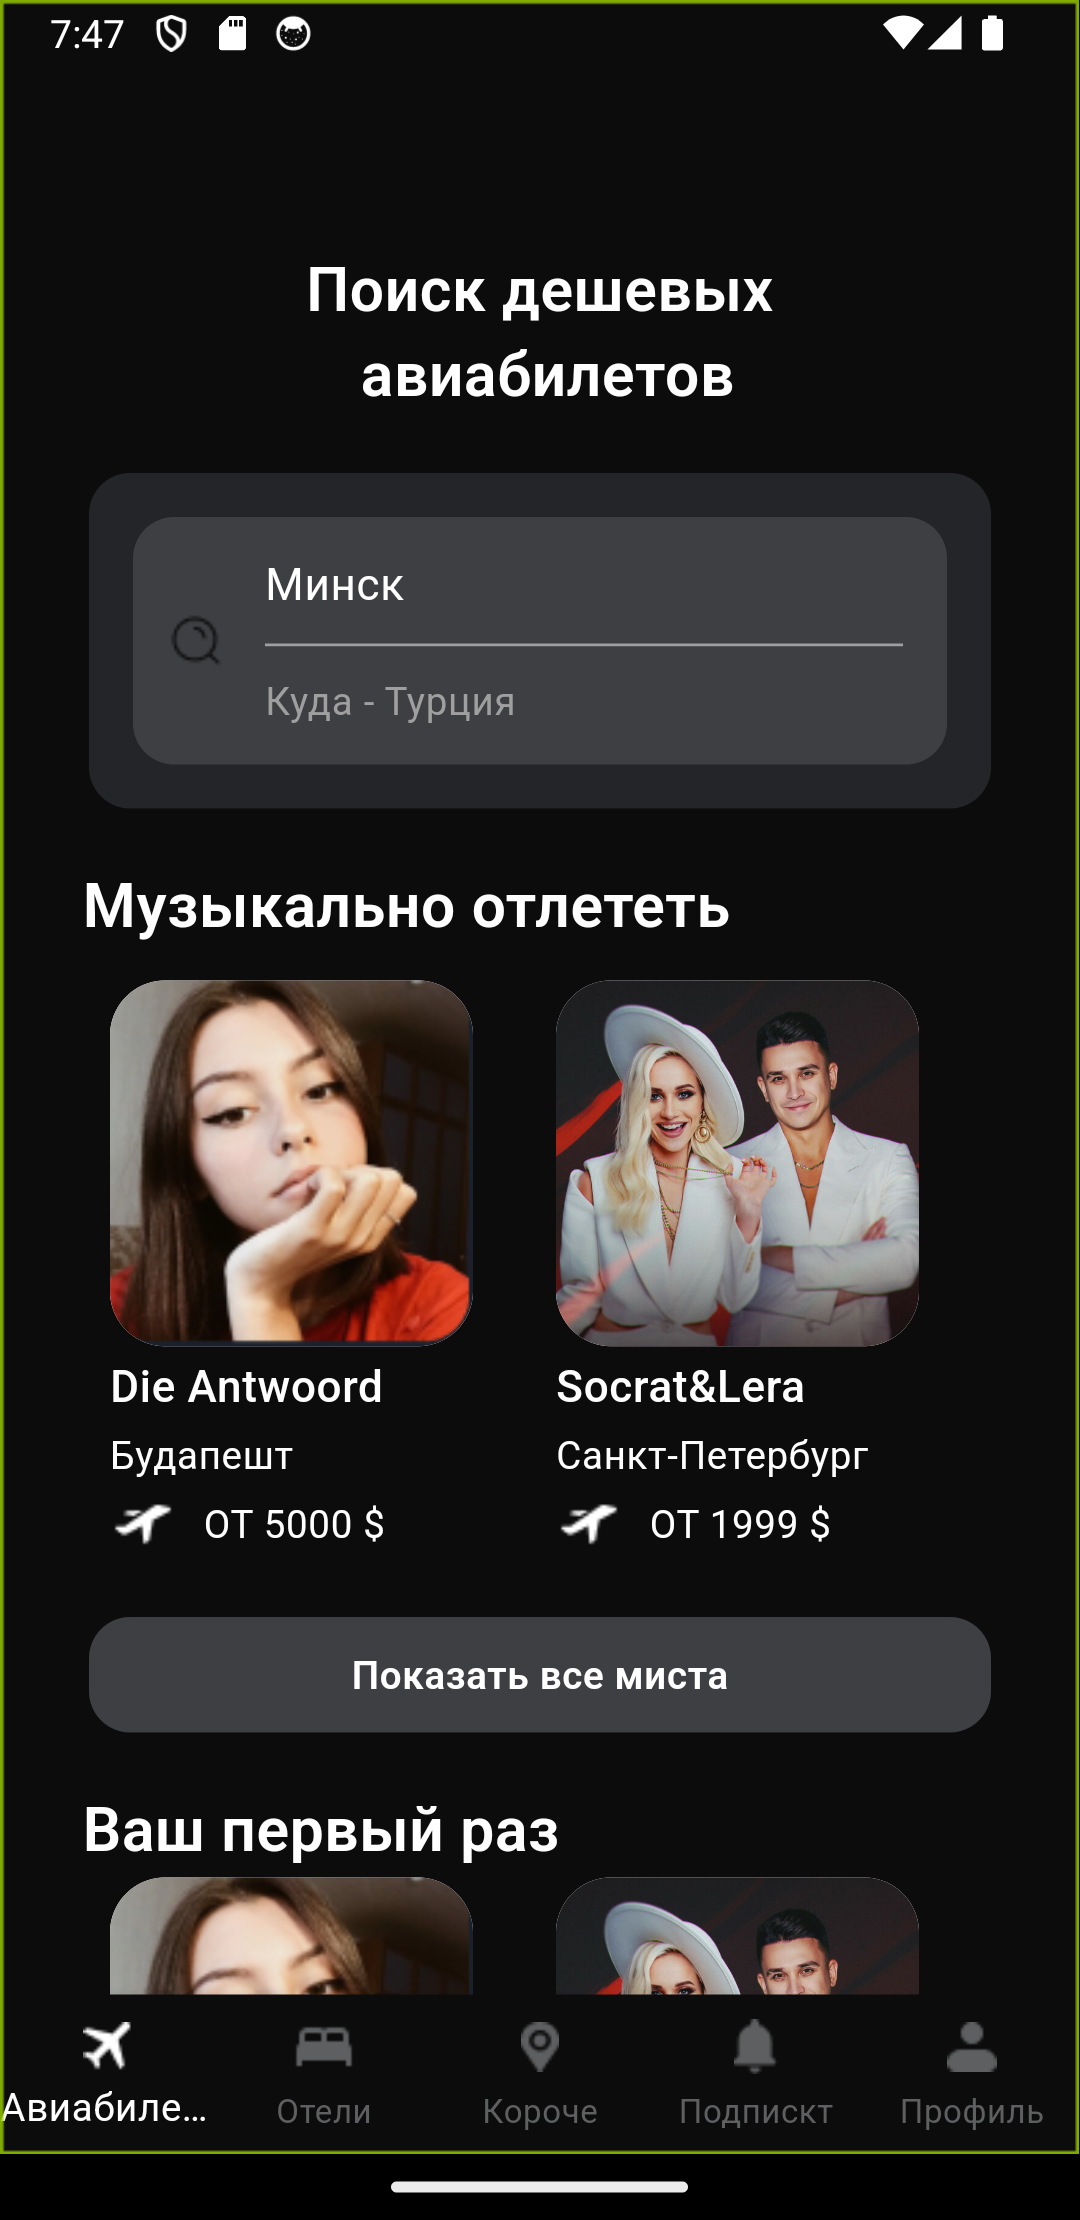 7:47
Поиск дешевых
авиабилетов
Минск
Куда - Турция
Музыкально отлететь
Die Antwoord
Socrat&Lera
Будапешт
Санкт-Петербург
ОТ 5000 $
ОТ 1999 $
Показать все миста
Ваш первый раз
Авиабиле...
Отели
Короче
Подпискт
Профиль